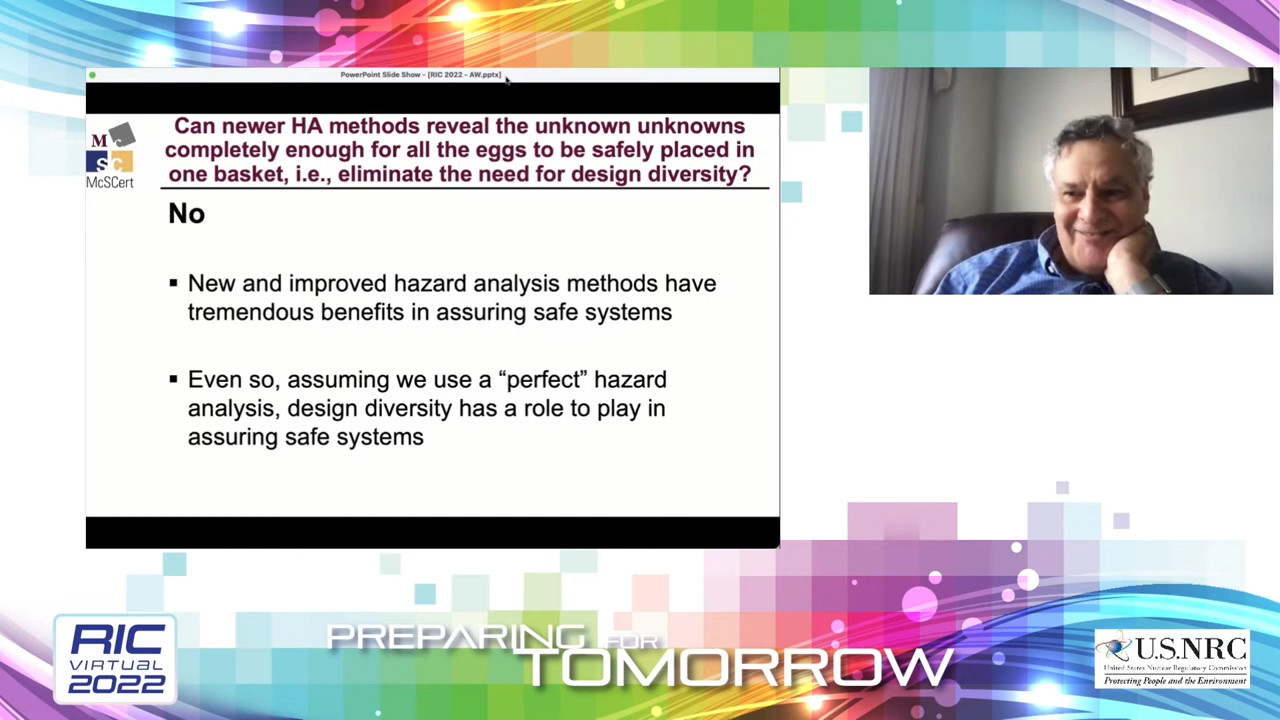 PowerPoint Slide Show - [RIC 2022 - AW.pptx]
Mc
SC
McSCert
Can newer HA methods reveal the unknown unknowns
completely enough for all the eggs to be safely placed in
one basket, i.e., eliminate the need for design diversity?
No
▪ New and improved hazard analysis methods have
tremendous benefits in assuring safe systems
▪ Even so, assuming we use a “perfect” hazard
analysis, design diversity has a role to play in
assuring safe systems
RIC
VIRTUAL
2022
PREPARING FOR
TOMORROW
U.S.NRC
United States Nuclear Regulatory Commission
Protecting People and the Environment